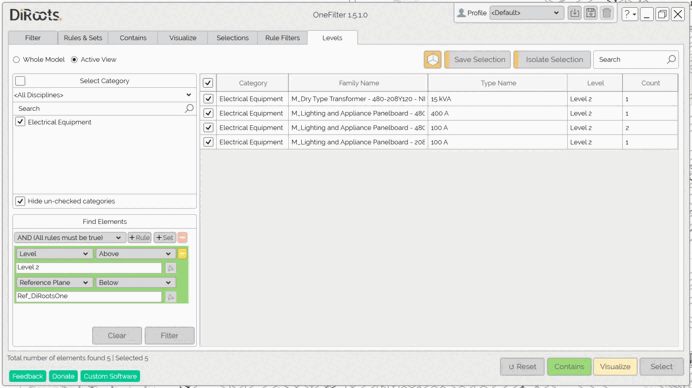 DiRoots.
OneFilter 1.5.1.0
Profile <Default>
?
Filter Rules & Sets Contains Visualize Selections Rule Filters Levels
Whole Model Active View
Save Selection Isolate Selection Search
Select Category
<All Disciplines>
Search
Electrical Equipment
Hide un-checked categories
Category Family Name Type Name Level Count
Electrical Equipment M_Dry Type Transformer - 480-208Y120 - 15 kVA Level 2 1
Electrical Equipment M_Lighting and Appliance Panelboard - 400 A Level 2 1
Electrical Equipment M_Lighting and Appliance Panelboard - 100 A Level 2 2
Electrical Equipment M_Lighting and Appliance Panelboard - 100 A Level 2 1
Find Elements
AND (All rules must be true) +Rule +Set
Level Above
Level 2
Reference Plane Below
Ref_DiRootsOne
Clear Filter
Total number of elements found 5 | Selected 5
Feedback Donate Custom Software
Reset Contains Visualize Select